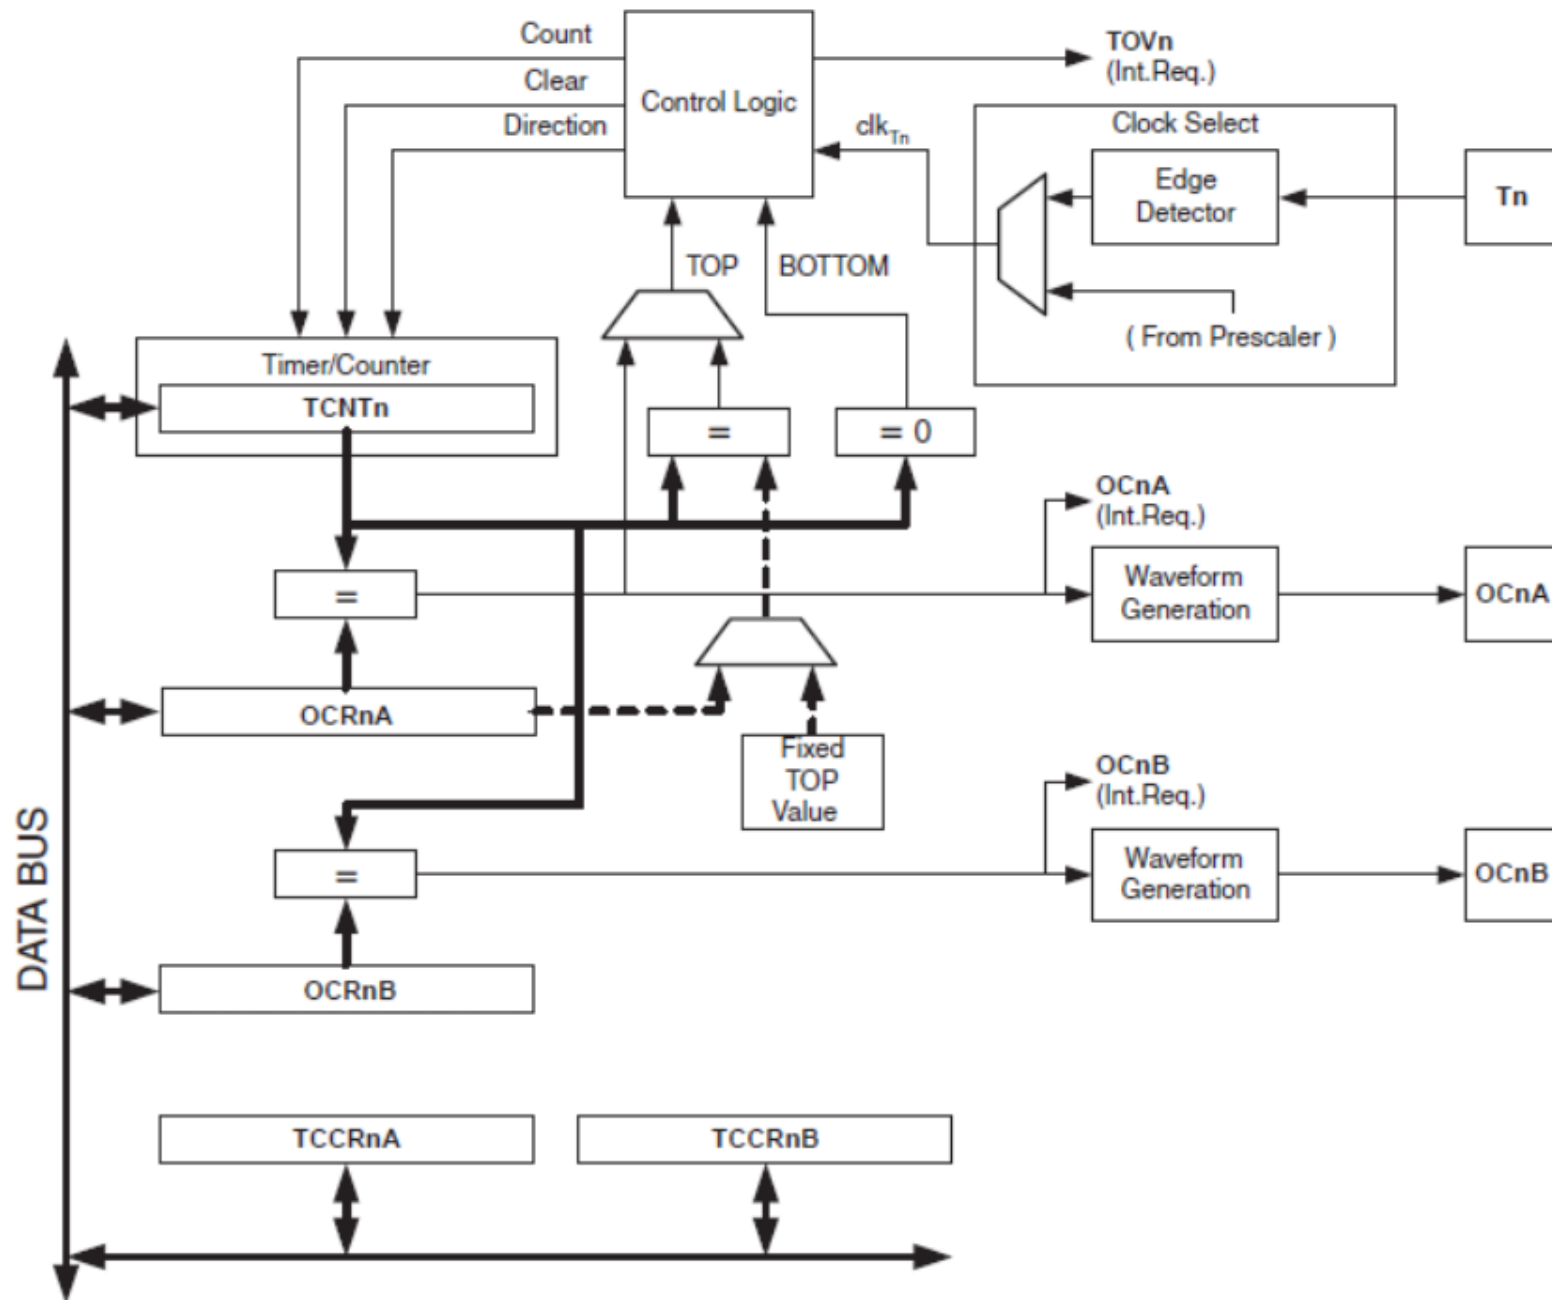 Count
Clear
Direction
Control Logic
TOVn
(Int.Req.)
clkTn
Clock Select
Edge
Detector
Tn
TOP
BOTTOM
( From Prescaler )
Timer/Counter
TCNTn
=
= 0
OCnA
(Int.Req.)
=
Waveform
Generation
OCnA
OCRnA
Fixed
TOP
Value
OCnB
(Int.Req.)
DATA BUS
=
Waveform
Generation
OCnB
OCRnB
TCCRnA
TCCRnB